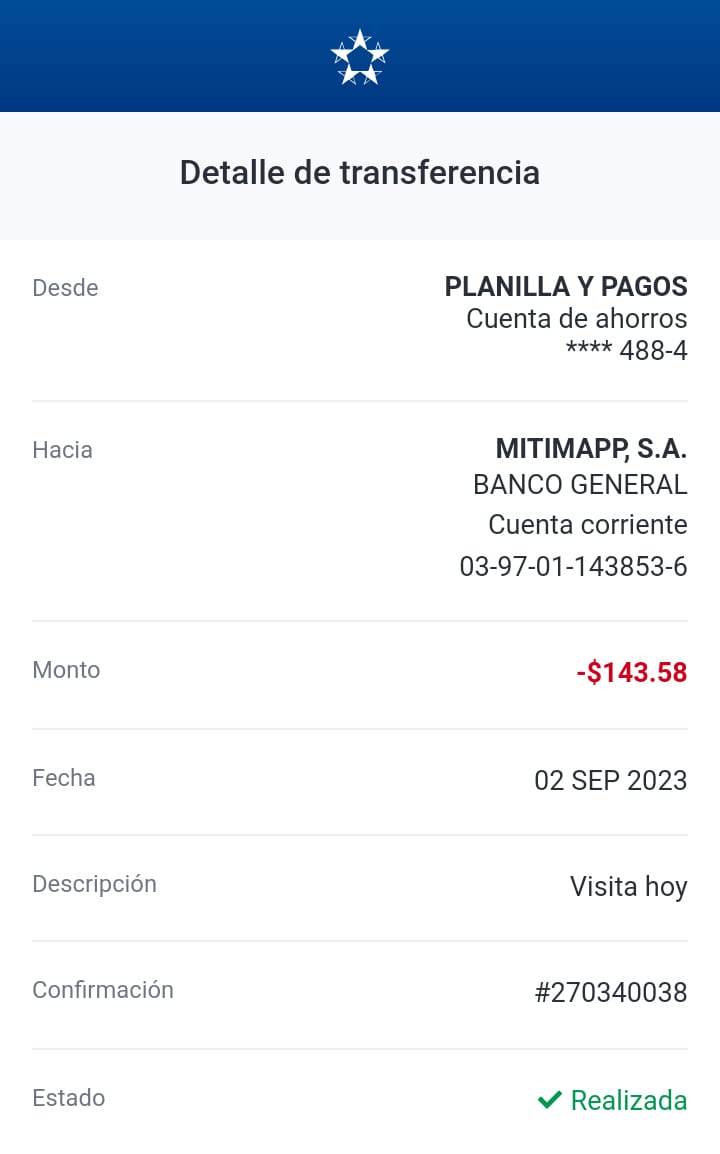 Detalle de transferencia
Desde
PLANILLA Y PAGOS
Cuenta de ahorros
**** 488-4
Hacia
MITIMAPP, S.A.
BANCO GENERAL
Cuenta corriente
03-97-01-143853-6
Monto
-$143.58
Fecha
02 SEP 2023
Descripción
Visita hoy
Confirmación
#270340038
Estado
Realizada